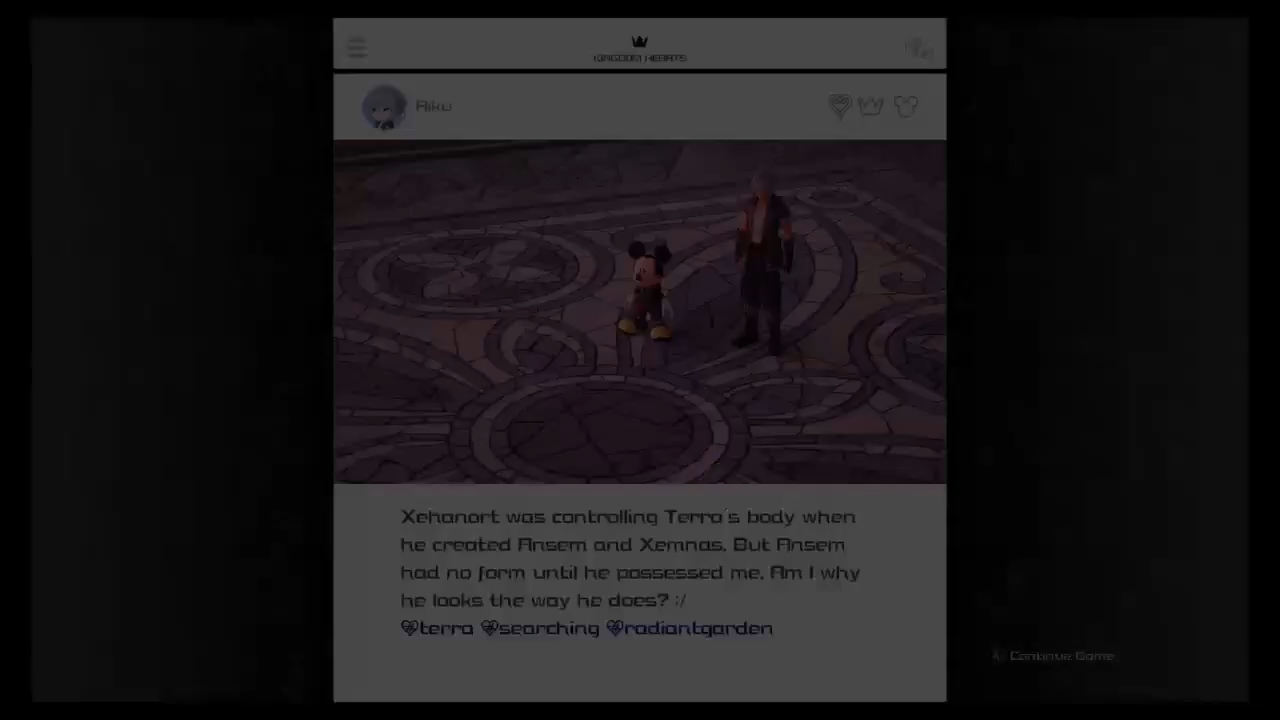 KINGDOM HEARTS
Riku
Xehanort was controlling Terra's body when
he created Ansem and Xemnas. But Ansem
had no form until he possessed me. Am I why
he looks the way he does? :/
terra searching radiantgarden
Continue Game